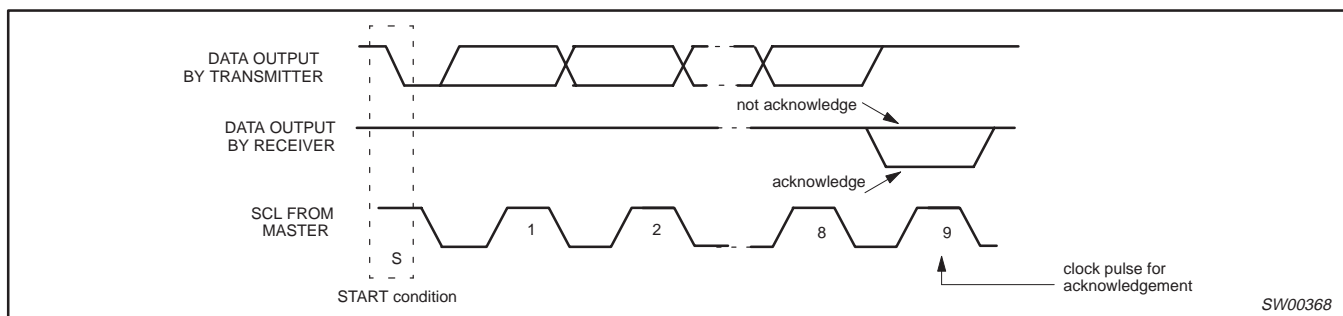 DATA OUTPUT
BY TRANSMITTER
not acknowledge
DATA OUTPUT
BY RECEIVER
acknowledge
SCL FROM
MASTER
1
2
8
9
S
START condition
clock pulse for
acknowledgement
SW00368